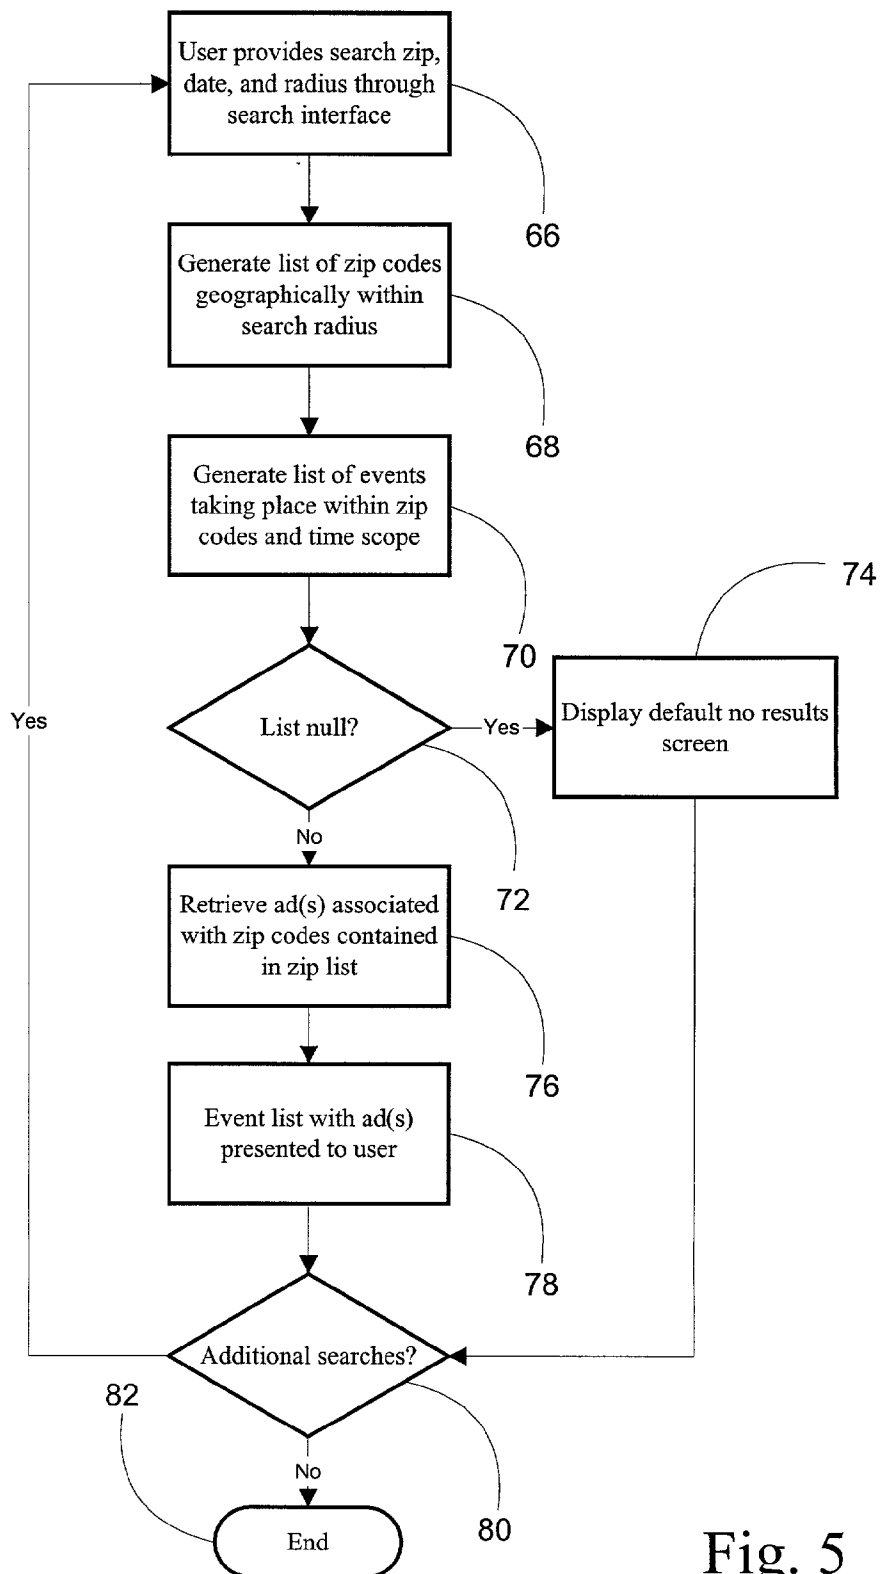 User provides search zip,
date, and radius through
search interface
66
Generate list of zip codes
geographically within
search radius
68
Generate list of events
taking place within zip
codes and time scope
70
74
List null?
Yes
Display default no results
screen
Yes
No
72
Retrieve ad(s) associated
with zip codes contained
in zip list
76
Event list with ad(s)
presented to user
78
Additional searches?
82
No
80
End
Fig. 5